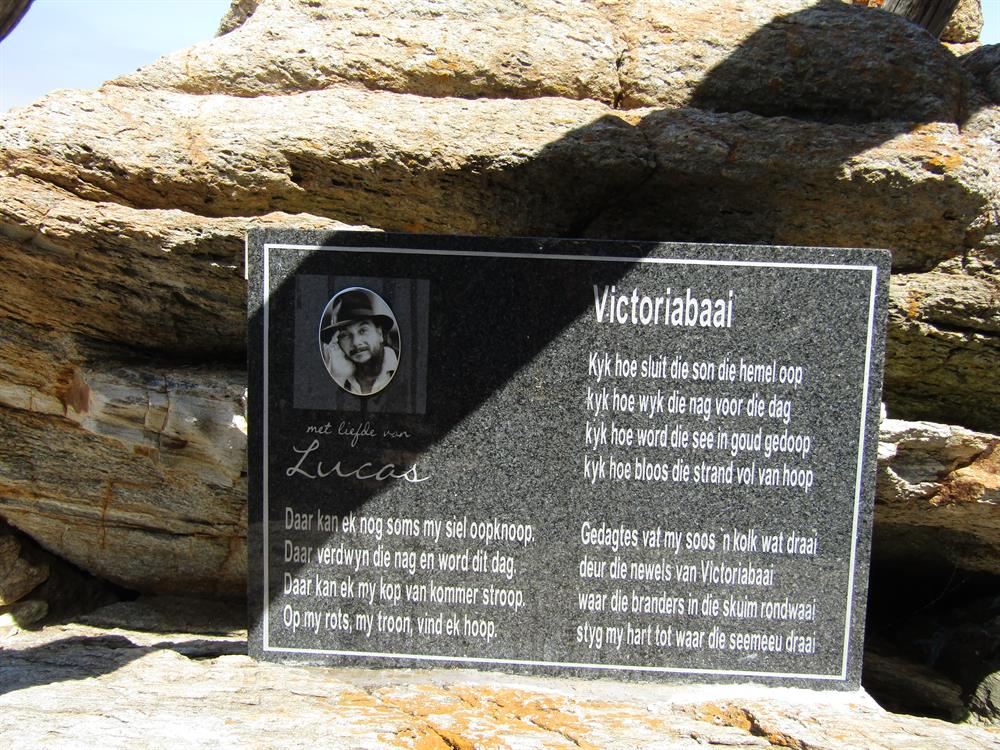 met liefde van
Lucas
Daar kan ek nog soms my siel oopknoop.
Daar verdwyn die nag en word dit dag.
Daar kan ek my kop van kommer stroop.
Op my rots, my troon, vind ek hoop.
Victoriabaai
Kyk hoe sluit die son die hemel oop
kyk hoe wyk die nag voor die dag
kyk hoe word die see in goud gedoop
kyk hoe bloos die strand vol van hoop
Gedagtes vat my soos 'n kolk wat draai
deur die newels van Victoriabaai
waar die branders in die skuim rondwaai
styg my hart tot waar die seemeeu draai